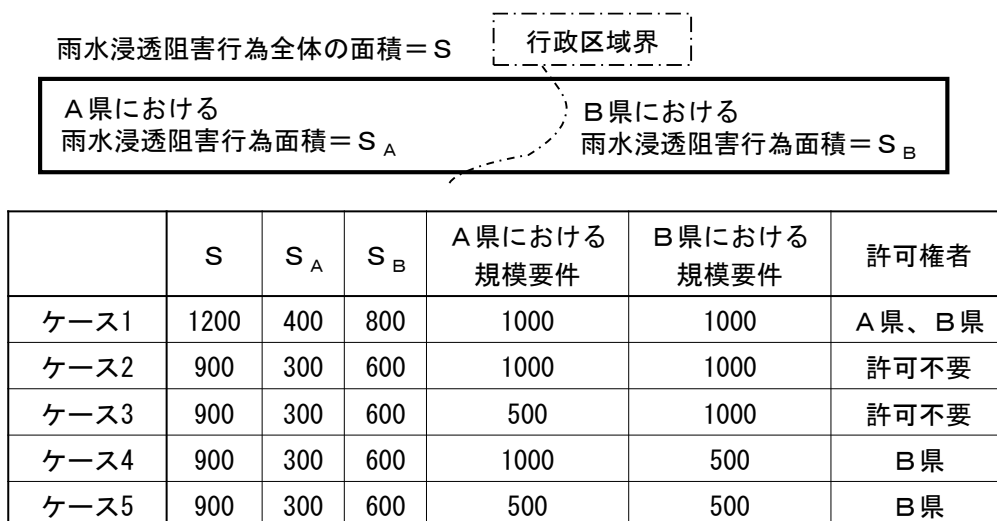 雨水浸透阻害行為全体の面積＝Ｓ
行政区域界
Ａ県における
雨水浸透阻害行為面積＝ＳＡ
Ｂ県における
雨水浸透阻害行為面積＝ＳＢ
Ｓ ＳＡ ＳＢ Ａ県における規模要件 Ｂ県における規模要件 許可権者
ケース1 1200 400 800 1000 1000 Ａ県、Ｂ県
ケース2 900 300 600 1000 1000 許可不要
ケース3 900 300 600 500 1000 許可不要
ケース4 900 300 600 1000 500 Ｂ県
ケース5 900 300 600 500 500 Ｂ県